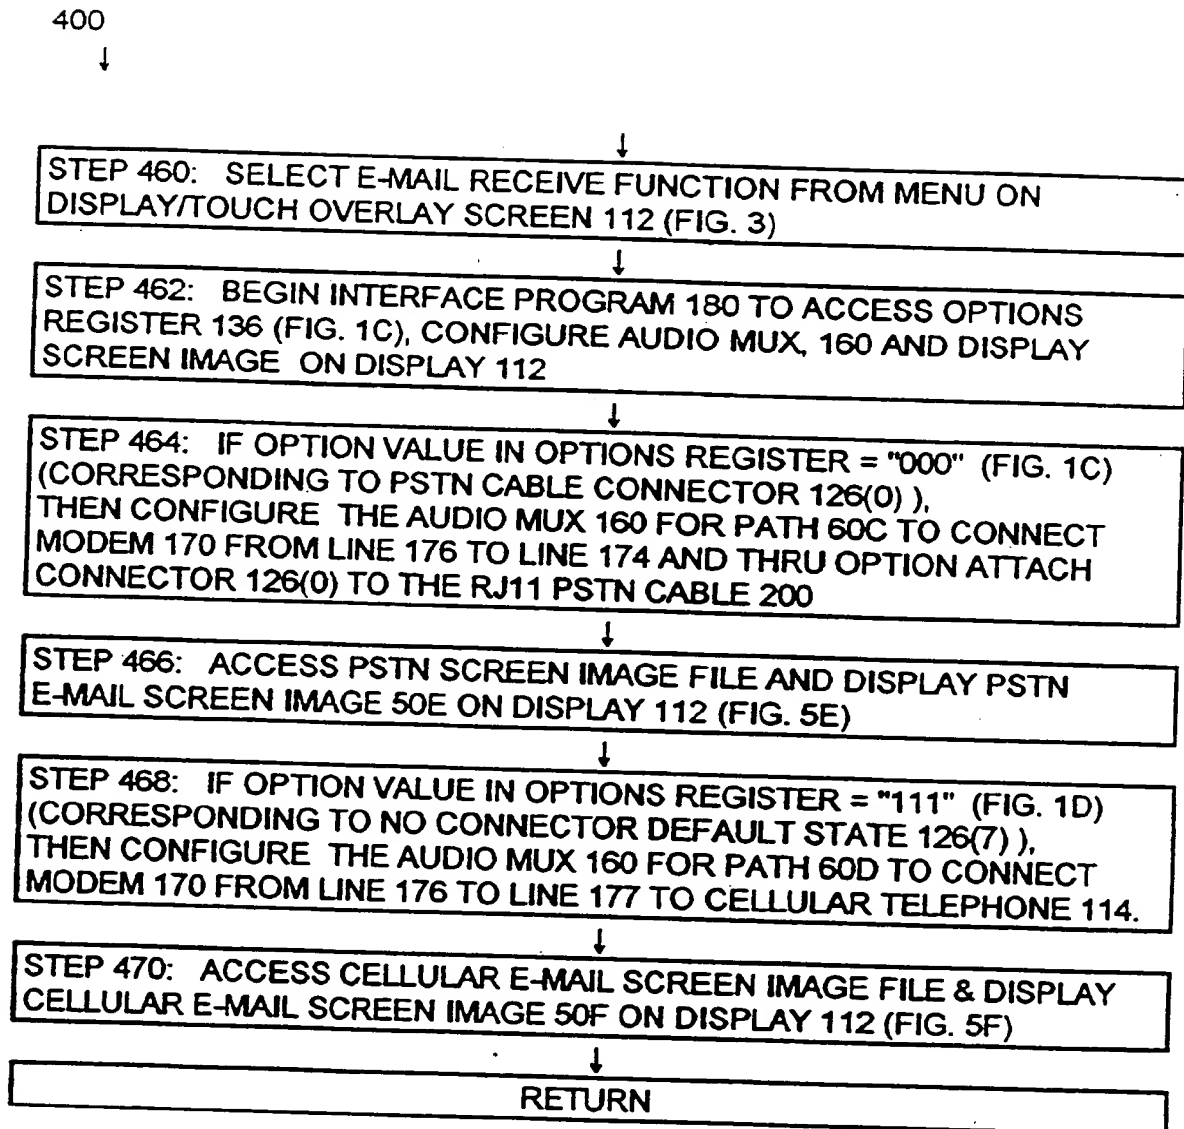 400
STEP 460: SELECT E-MAIL RECEIVE FUNCTION FROM MENU ON
DISPLAY/TOUCH OVERLAY SCREEN 112 (FIG. 3)
STEP 462: BEGIN INTERFACE PROGRAM 180 TO ACCESS OPTIONS
REGISTER 136 (FIG. 1C), CONFIGURE AUDIO MUX, 160 AND DISPLAY
SCREEN IMAGE ON DISPLAY 112
STEP 464: IF OPTION VALUE IN OPTIONS REGISTER = "000" (FIG. 1C)
(CORRESPONDING TO PSTN CABLE CONNECTOR 126(0) ),
THEN CONFIGURE THE AUDIO MUX 160 FOR PATH 60C TO CONNECT
MODEM 170 FROM LINE 176 TO LINE 174 AND THRU OPTION ATTACH
CONNECTOR 126(0) TO THE RJ11 PSTN CABLE 200
STEP 466: ACCESS PSTN SCREEN IMAGE FILE AND DISPLAY PSTN
E-MAIL SCREEN IMAGE 50E ON DISPLAY 112 (FIG. 5E)
STEP 468: IF OPTION VALUE IN OPTIONS REGISTER = "111" (FIG. 1D)
(CORRESPONDING TO NO CONNECTOR DEFAULT STATE 126(7) ),
THEN CONFIGURE THE AUDIO MUX 160 FOR PATH 60D TO CONNECT
MODEM 170 FROM LINE 176 TO LINE 177 TO CELLULAR TELEPHONE 114.
STEP 470: ACCESS CELLULAR E-MAIL SCREEN IMAGE FILE & DISPLAY
CELLULAR E-MAIL SCREEN IMAGE 50F ON DISPLAY 112 (FIG. 5F)
RETURN